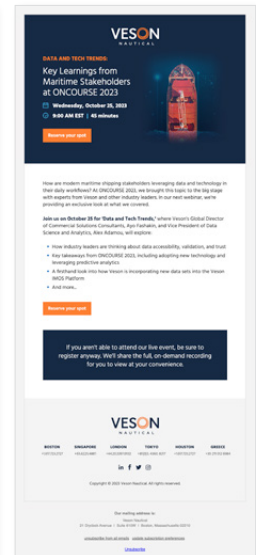 VESON
NAUTICAL
DATA AND TECH TRENDS:
Key Learnings from
Maritime Stakeholders
at ONCOURSE 2023
Wednesday, October 25, 2023
9:00 AM EST | 45 minutes
Reserve your spot
How are modern maritime shipping stakeholders leveraging data and technology in
their daily workflows? At ONCOURSE 2023, we brought this topic to the big stage
with experts from Veson and other industry leaders. In our next webinar, we're
providing an exclusive look at what we covered.
Join us on October 25 for 'Data and Tech Trends,' where Veson's Global Director
of Commercial Solutions Consultants, Ayo Fashakin, and Vice President of Data
Science and Analytics, Alex Adamou, will explore:
• How industry leaders are thinking about data accessibility, validation, and trust
• Key takeaways from ONCOURSE 2023, including adopting new technology and
leveraging predictive analytics
• A firsthand look into how Veson is incorporating new data sets into the Veson
IMOS Platform
• And more...
Reserve your spot
If you aren't able to attend our live event, be sure to
register anyway. We'll share the full, on-demand recording
for you to view at your convenience.
VESON
NAUTICAL
BOSTON SINGAPORE LONDON TOKYO HOUSTON GREECE
Copyright © 2023 Veson Nautical All rights reserved.
Our mailing address is:
Veson Nautical
Boston, Massachusetts 02210
unsubscribe from all emails update subscription preferences
Unsubscribe